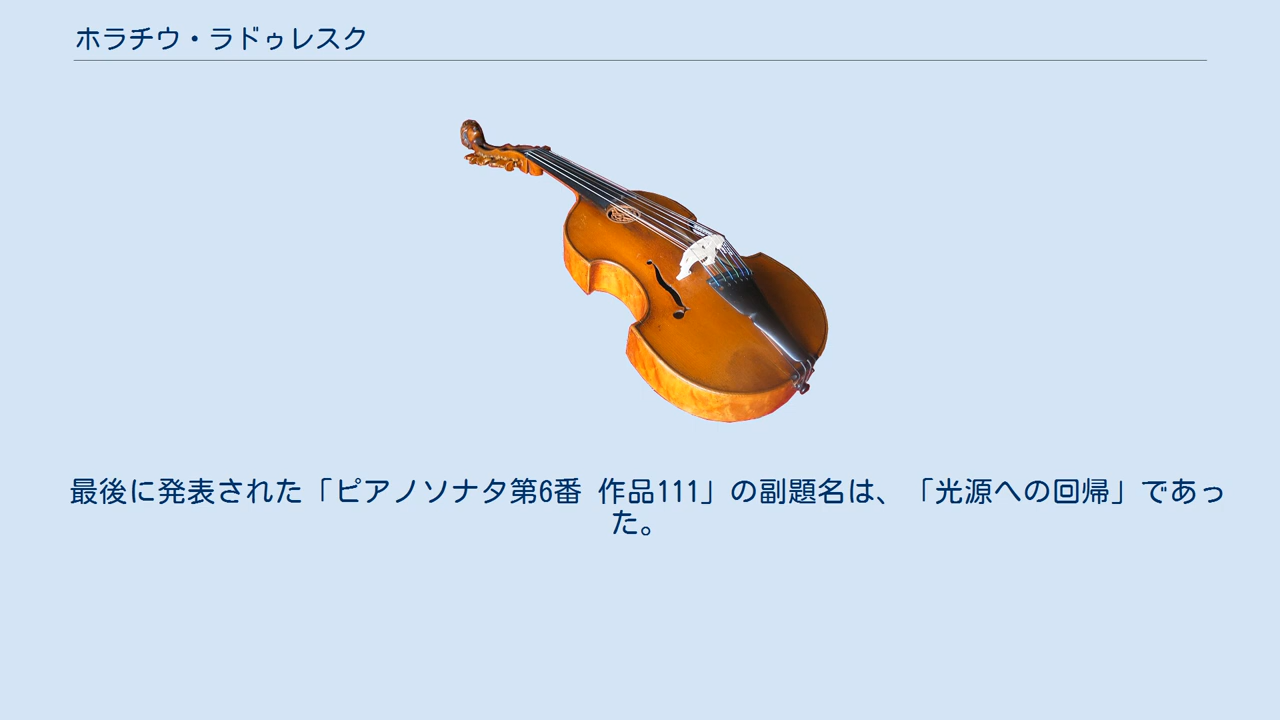 ホラチウ・ラドゥレスク
最後に発表された「ピアノソナタ第6番 作品111」の副題名は、「光源への回帰」であっ
た。